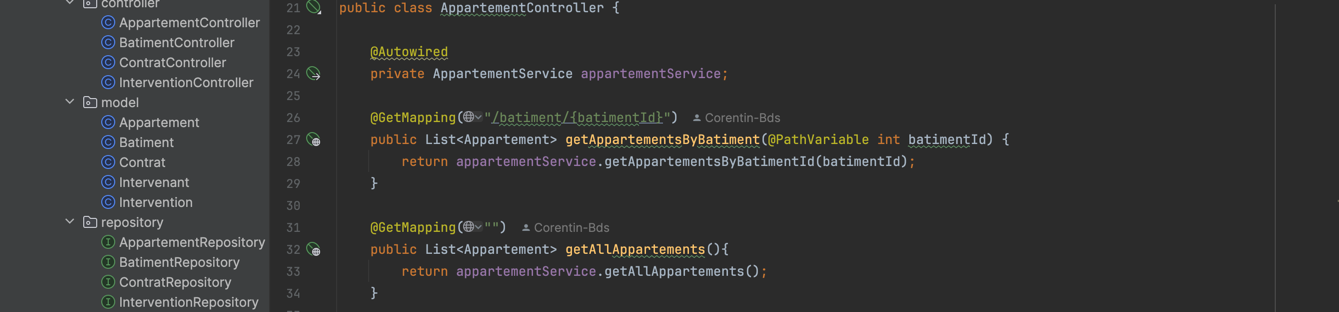 controller
AppartementController
BatimentController
ContratController
InterventionController
model
Appartement
Batiment
Contrat
Intervenant
Intervention
repository
AppartementRepository
BatimentRepository
ContratRepository
InterventionRepository
21 public class AppartementController {
22
23 @Autowired
24 private AppartementService appartementService;
25
26 @GetMapping("/batiment/{batimentId}") Corentin-Bds
27 public List<Appartement> getAppartementsByBatiment(@PathVariable int batimentId) {
28 return appartementService.getAppartementsByBatimentId(batimentId);
29 }
30
31 @GetMapping("") Corentin-Bds
32 public List<Appartement> getAllAppartements(){
33 return appartementService.getAllAppartements();
34 }